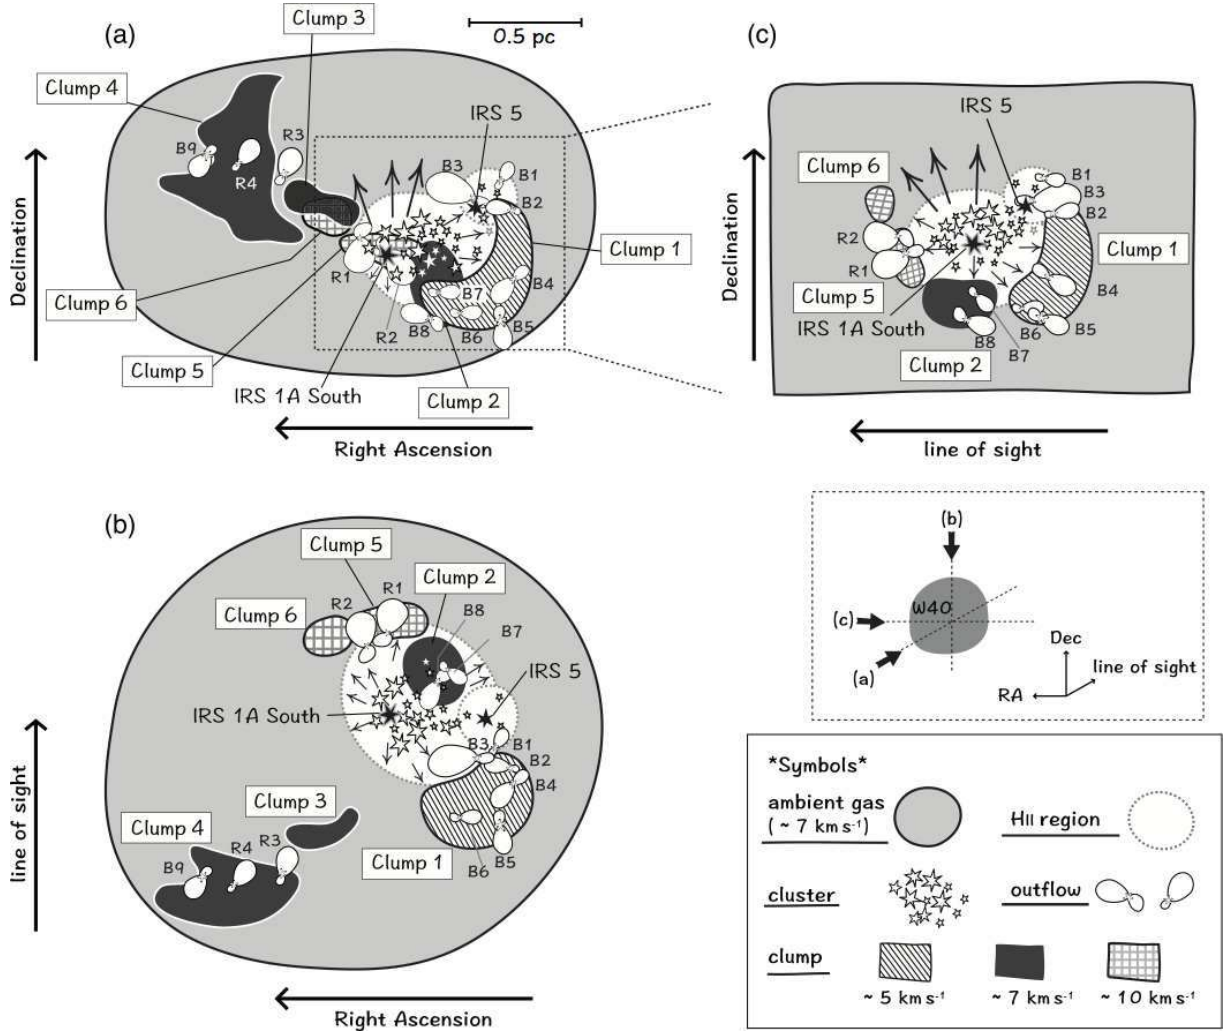 (a)
Clump 3
0.5 pc
Clump 4
IRS 5
B9
R4
R3
B3
B1
B2
Clump 1
R1
B7
B4
Clump 6
R2
B8
B6
B5
Clump 5
IRS 1A South
Clump 2
Declination
Right Ascension
(c)
IRS 5
Clump 6
B1
B3
B2
R2
Clump 1
R1
B4
Clump 5
IRS 1A South
B6
B5
B8
B7
Clump 2
Declination
line of sight
(b)
Clump 5
R1
Clump 2
R2
B8
Clump 6
B7
IRS 5
IRS 1A South
B3
B1
B2
B4
Clump 3
Clump 4
R3
R4
B9
Clump 1
B5
B6
line of sight
Right Ascension
(b)
W40
(c)
Dec
(a)
line of sight
RA
*Symbols*
ambient gas
(~ 7 km s-1)
HII region
cluster
outflow
clump
~ 5 km s-1
~ 7 km s-1
~ 10 km s-1